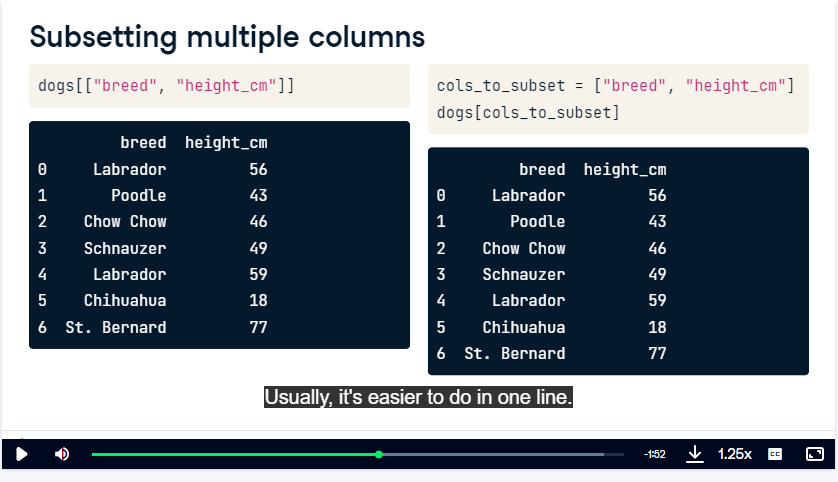 Subsetting multiple columns
dogs[["breed", "height_cm"]]
breed height_cm
0 Labrador 56
1 Poodle 43
2 Chow Chow 46
3 Schnauzer 49
4 Labrador 59
5 Chihuahua 18
6 St. Bernard 77
cols_to_subset = ["breed", "height_cm"]
dogs[cols_to_subset]
breed height_cm
0 Labrador 56
1 Poodle 43
2 Chow Chow 46
3 Schnauzer 49
4 Labrador 59
5 Chihuahua 18
6 St. Bernard 77
Usually, it's easier to do in one line.
-1:52 1.25x CC